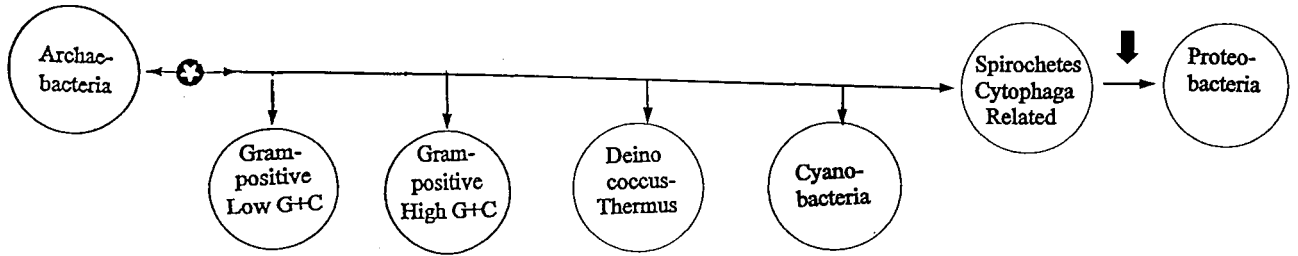 Archae-
bacteria
Spirochetes
Cytophaga
Related
Proteo-
bacteria
Gram-
positive
Low G+C
Gram-
positive
High G+C
Deino
coccus-
Thermus
Cyano-
bacteria